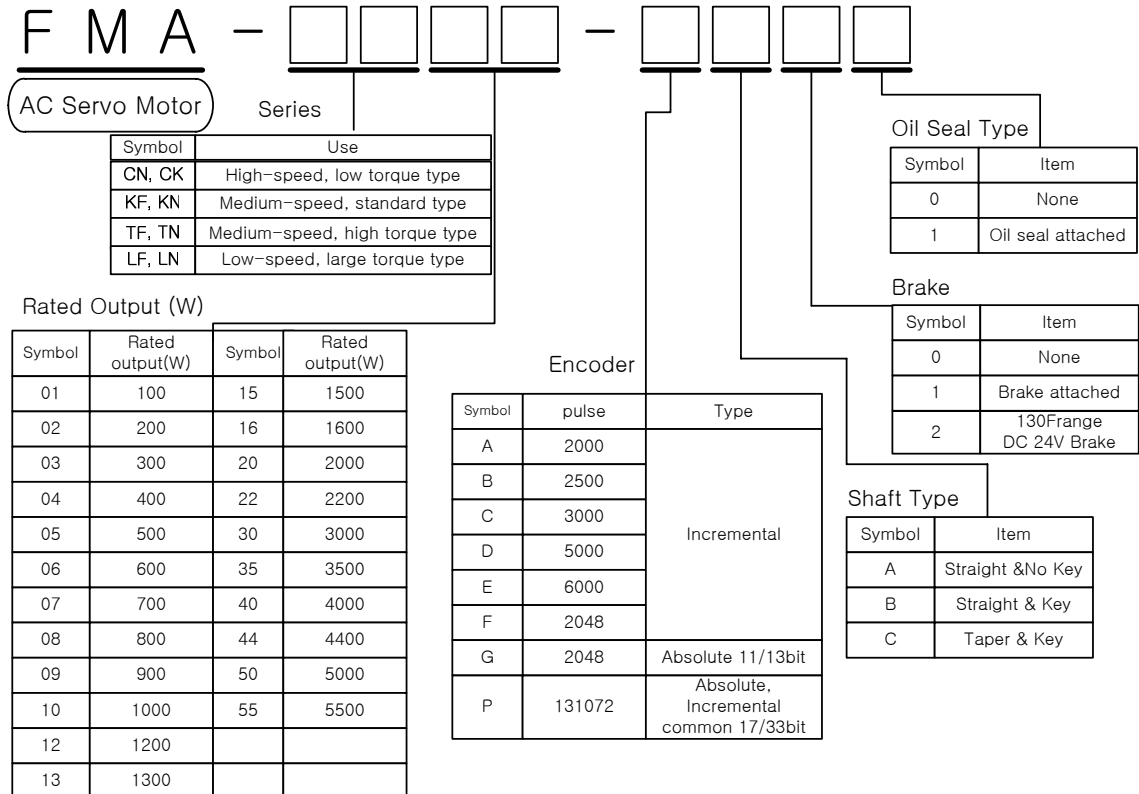 F M A -   -
AC Servo Motor
Series
Symbol Use
CN, CK High-speed, low torque type
KF, KN Medium-speed, standard type
TF, TN Medium-speed, high torque type
LF, LN Low-speed, large torque type
Rated Output (W)
Symbol Rated output(W) Symbol Rated output(W)
01 100 15 1500
02 200 16 1600
03 300 20 2000
04 400 22 2200
05 500 30 3000
06 600 35 3500
07 700 40 4000
08 800 44 4400
09 900 50 5000
10 1000 55 5500
12 1200
13 1300
Encoder
Symbol pulse Type
A 2000
B 2500
C 3000
D 5000
E 6000
F 2048
Incremental
G 2048 Absolute 11/13bit
P 131072 Absolute,
Incremental
common 17/33bit
Oil Seal Type
Symbol Item
0 None
1 Oil seal attached
Brake
Symbol Item
0 None
1 Brake attached
2 130Frange
DC 24V Brake
Shaft Type
Symbol Item
A Straight &No Key
B Straight & Key
C Taper & Key